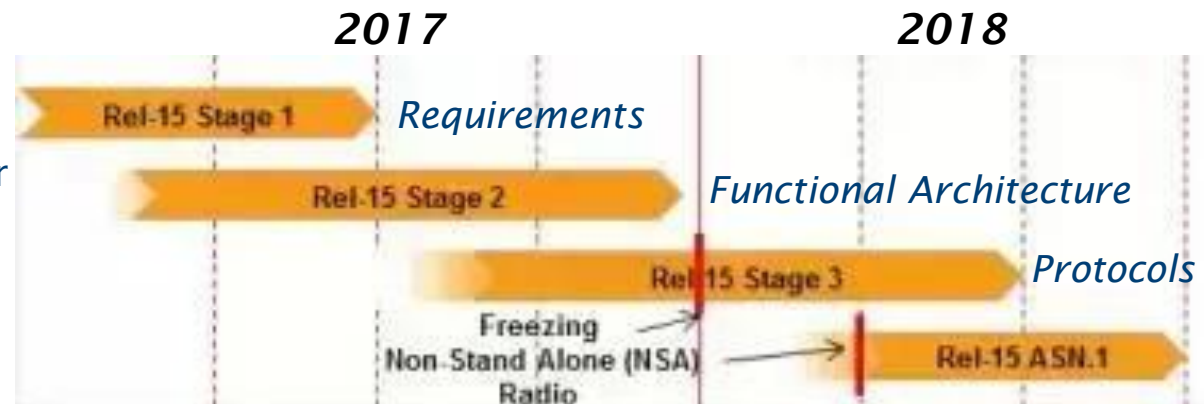 2017
2018
Rel-15 Stage 1
Requirements
r
Rel-15 Stage 2
Functional Architecture
Rel-15 Stage 3
Protocols
Freezing
Non-Stand Alone (NSA)
Radio
Rel-15 ASN.1